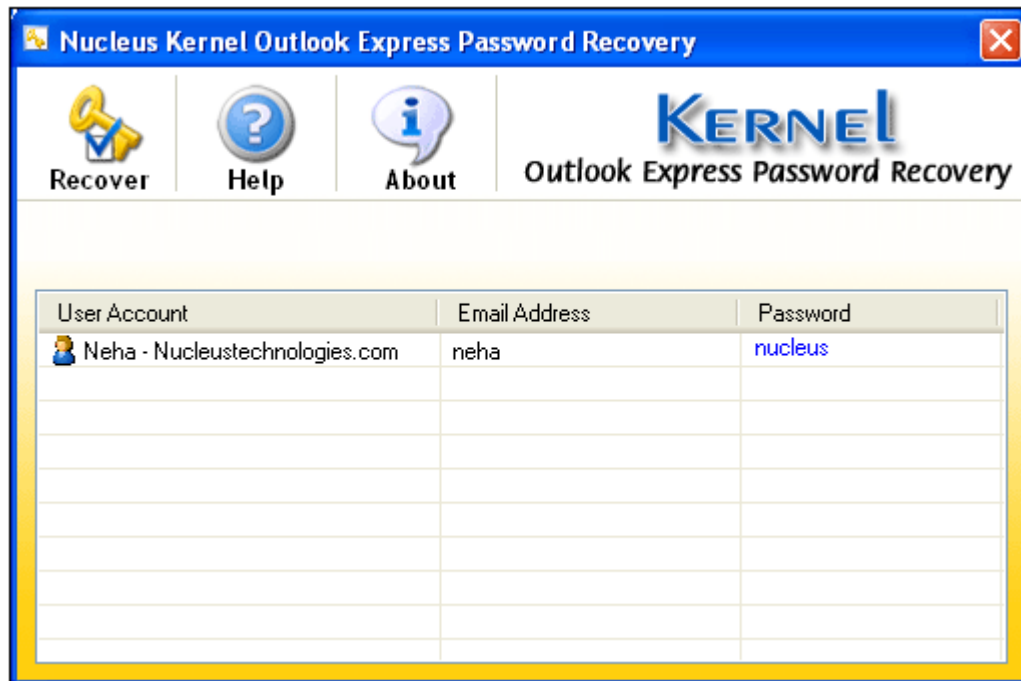 Nucleus Kernel Outlook Express Password Recovery
Recover Help About
KERNEL
Outlook Express Password Recovery
User Account Email Address Password
Neha - Nucleustechnologies.com neha nucleus